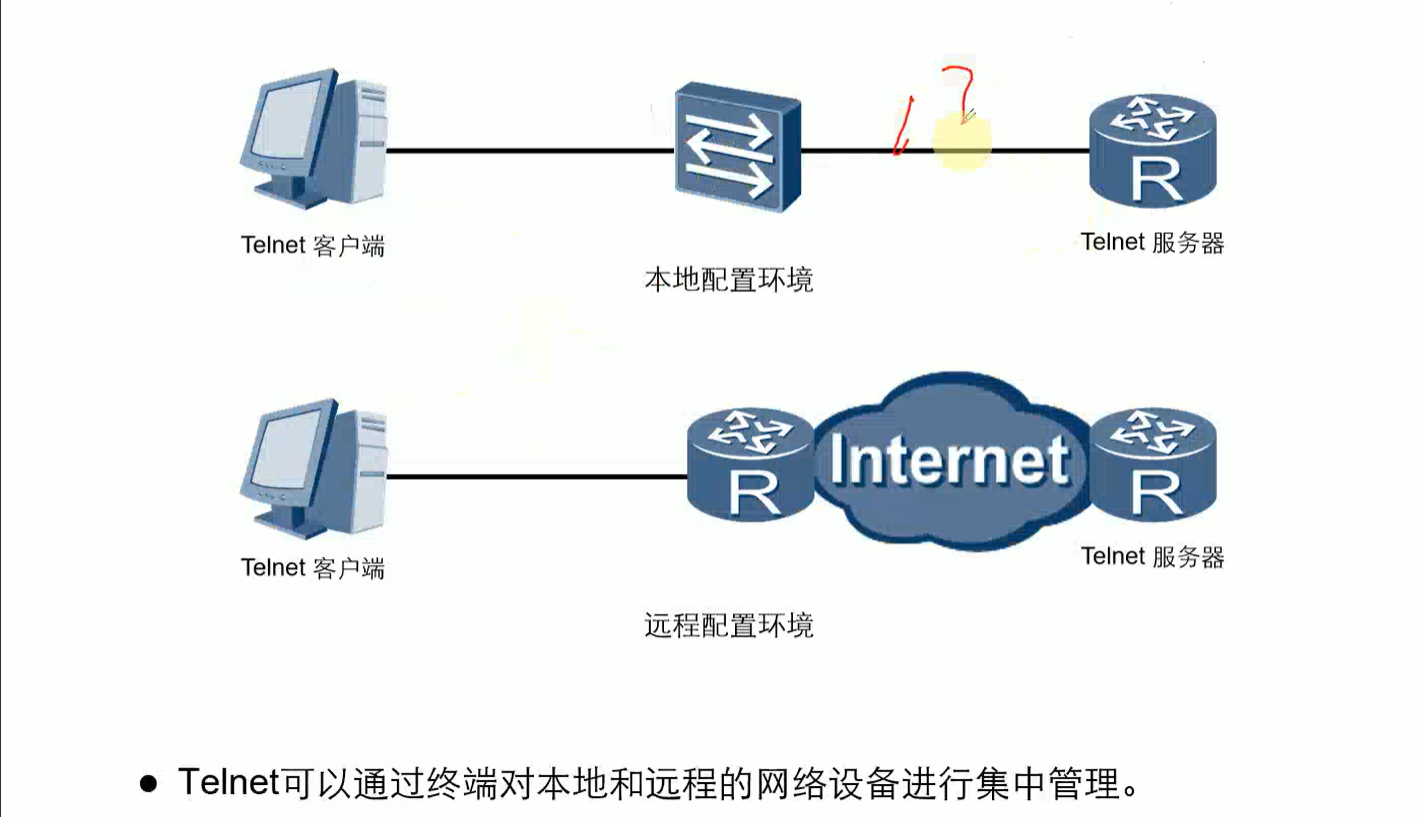 Telnet 客户端
Telnet 服务器
本地配置环境
R
Internet
R
R
Telnet 客户端
Telnet 服务器
远程配置环境
● Telnet可以通过终端对本地和远程的网络设备进行集中管理。